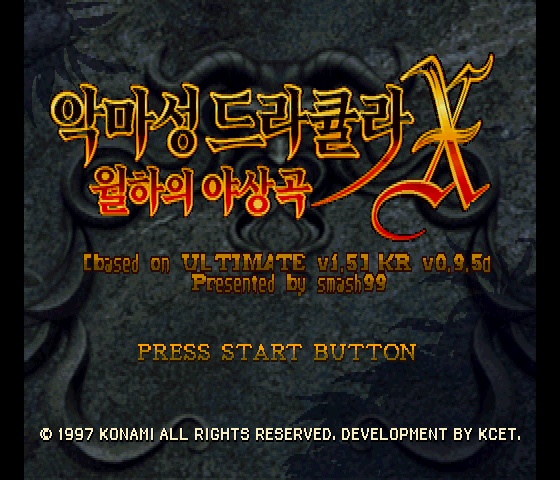 악마성 드라큘라 X
월하의 야상곡
[based on ULTIMATE v1.5] KR v0.9.5d
Presented by smash99
PRESS START BUTTON
© 1997 KONAMI ALL RIGHTS RESERVED. DEVELOPMENT BY KCET.